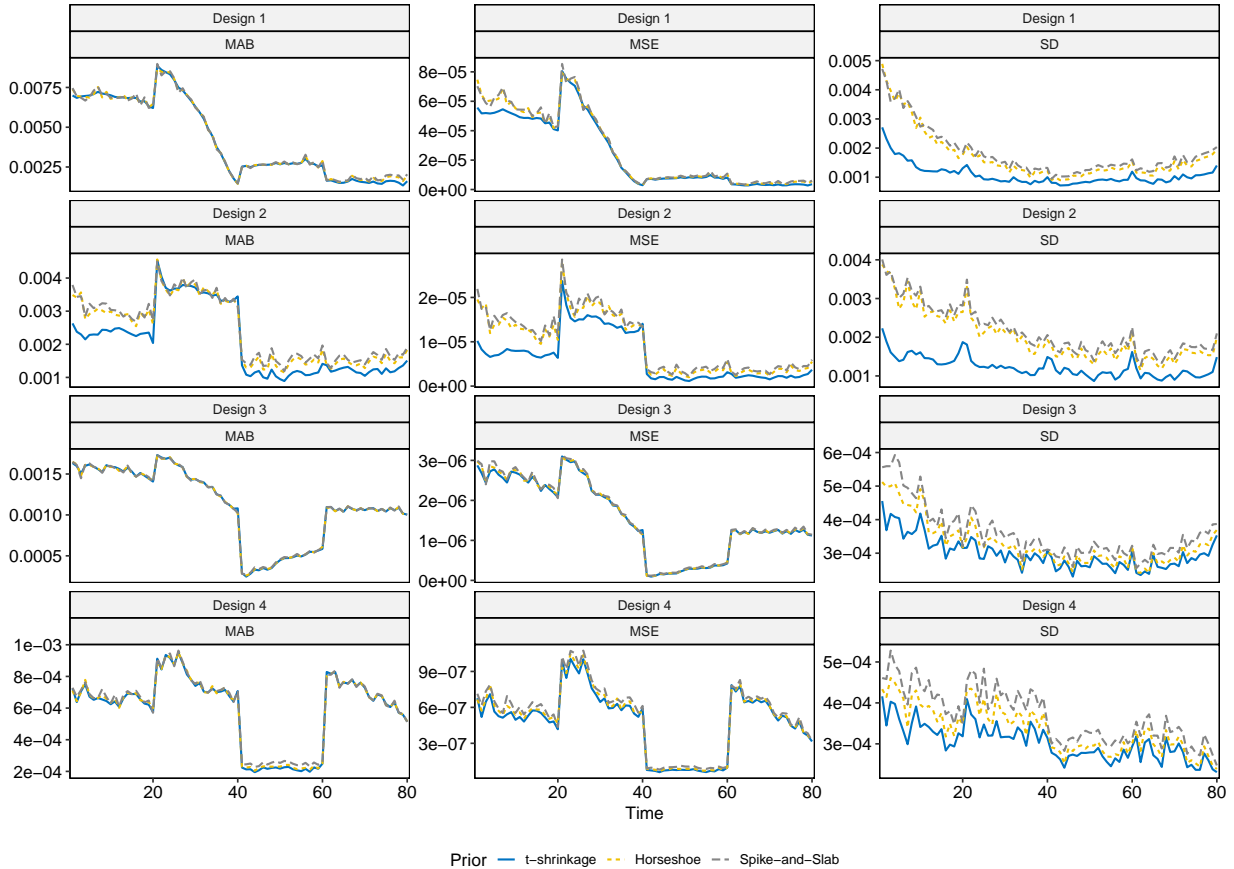 Design 1 Design 1 Design 1
MAB MSE SD
0.0075
0.0050
0.0025
8e−05
6e−05
4e−05
2e−05
0e+00
0.005
0.004
0.003
0.002
0.001
Design 2 Design 2 Design 2
MAB MSE SD
0.004
0.003
0.002
0.001
2e−05
1e−05
0e+00
0.004
0.003
0.002
0.001
Design 3 Design 3 Design 3
MAB MSE SD
0.0015
0.0010
0.0005
3e−06
2e−06
1e−06
0e+00
6e−04
5e−04
4e−04
3e−04
Design 4 Design 4 Design 4
MAB MSE SD
1e−03
8e−04
6e−04
4e−04
2e−04
9e−07
6e−07
3e−07
5e−04
4e−04
3e−04
20 40 60 80 20 40 60 80 20 40 60 80
Time
Prior t−shrinkage Horseshoe Spike−and−Slab